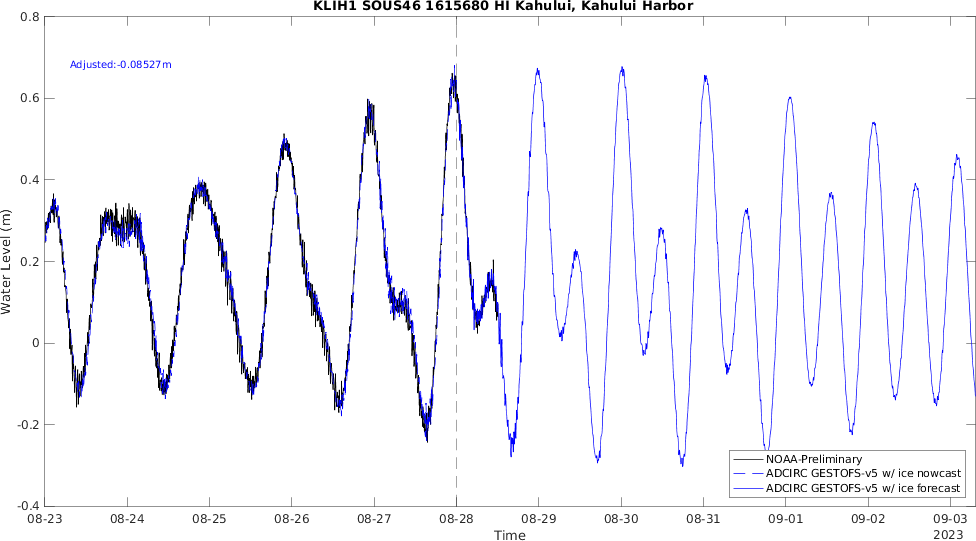 KLIH1 SOUS46 1615680 HI Kahului, Kahului Harbor
Adjusted:-0.08527m
Water Level (m)
0.8
0.6
0.4
0.2
0
-0.2
-0.4
NOAA-Preliminary
ADCIRC GESTOFS-v5 w/ ice nowcast
ADCIRC GESTOFS-v5 w/ ice forecast
08-23 08-24 08-25 08-26 08-27 08-28 08-29 08-30 08-31 09-01 09-02 09-03
Time
2023